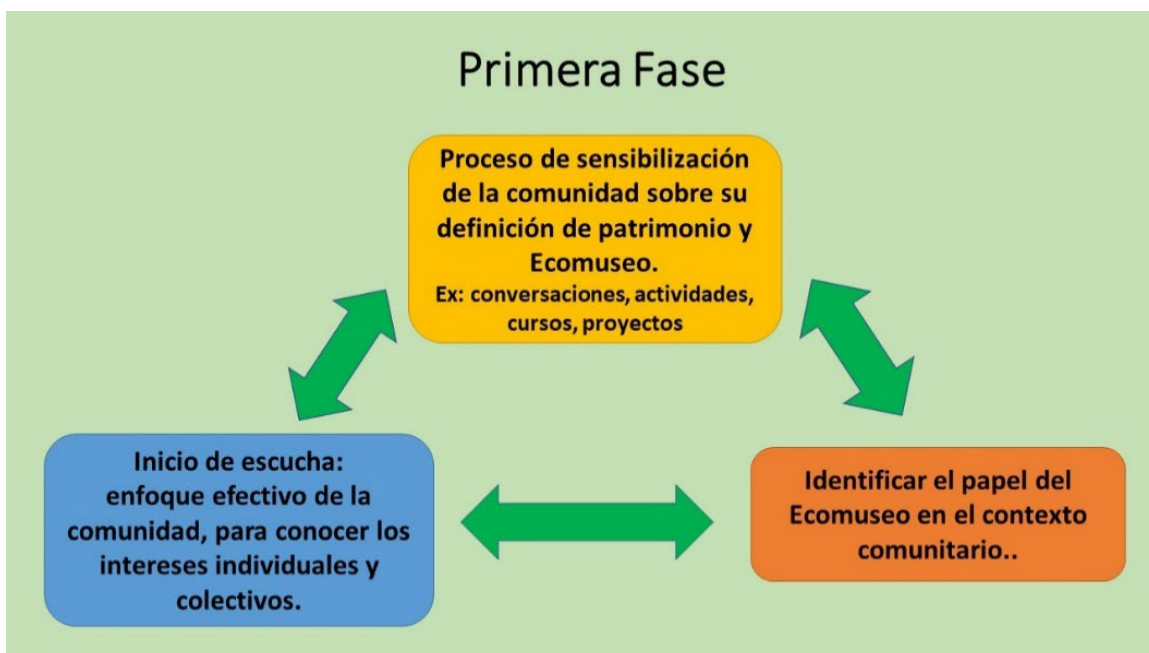 Primera Fase
Proceso de sensibilización
de la comunidad sobre su
definición de patrimonio y
Ecomuseo.
Ex: conversaciones, actividades,
cursos, proyectos
Inicio de escucha:
enfoque efectivo de la
comunidad, para conocer los
intereses individuales y
colectivos.
Identificar el papel del
Ecomuseo en el contexto
comunitario..